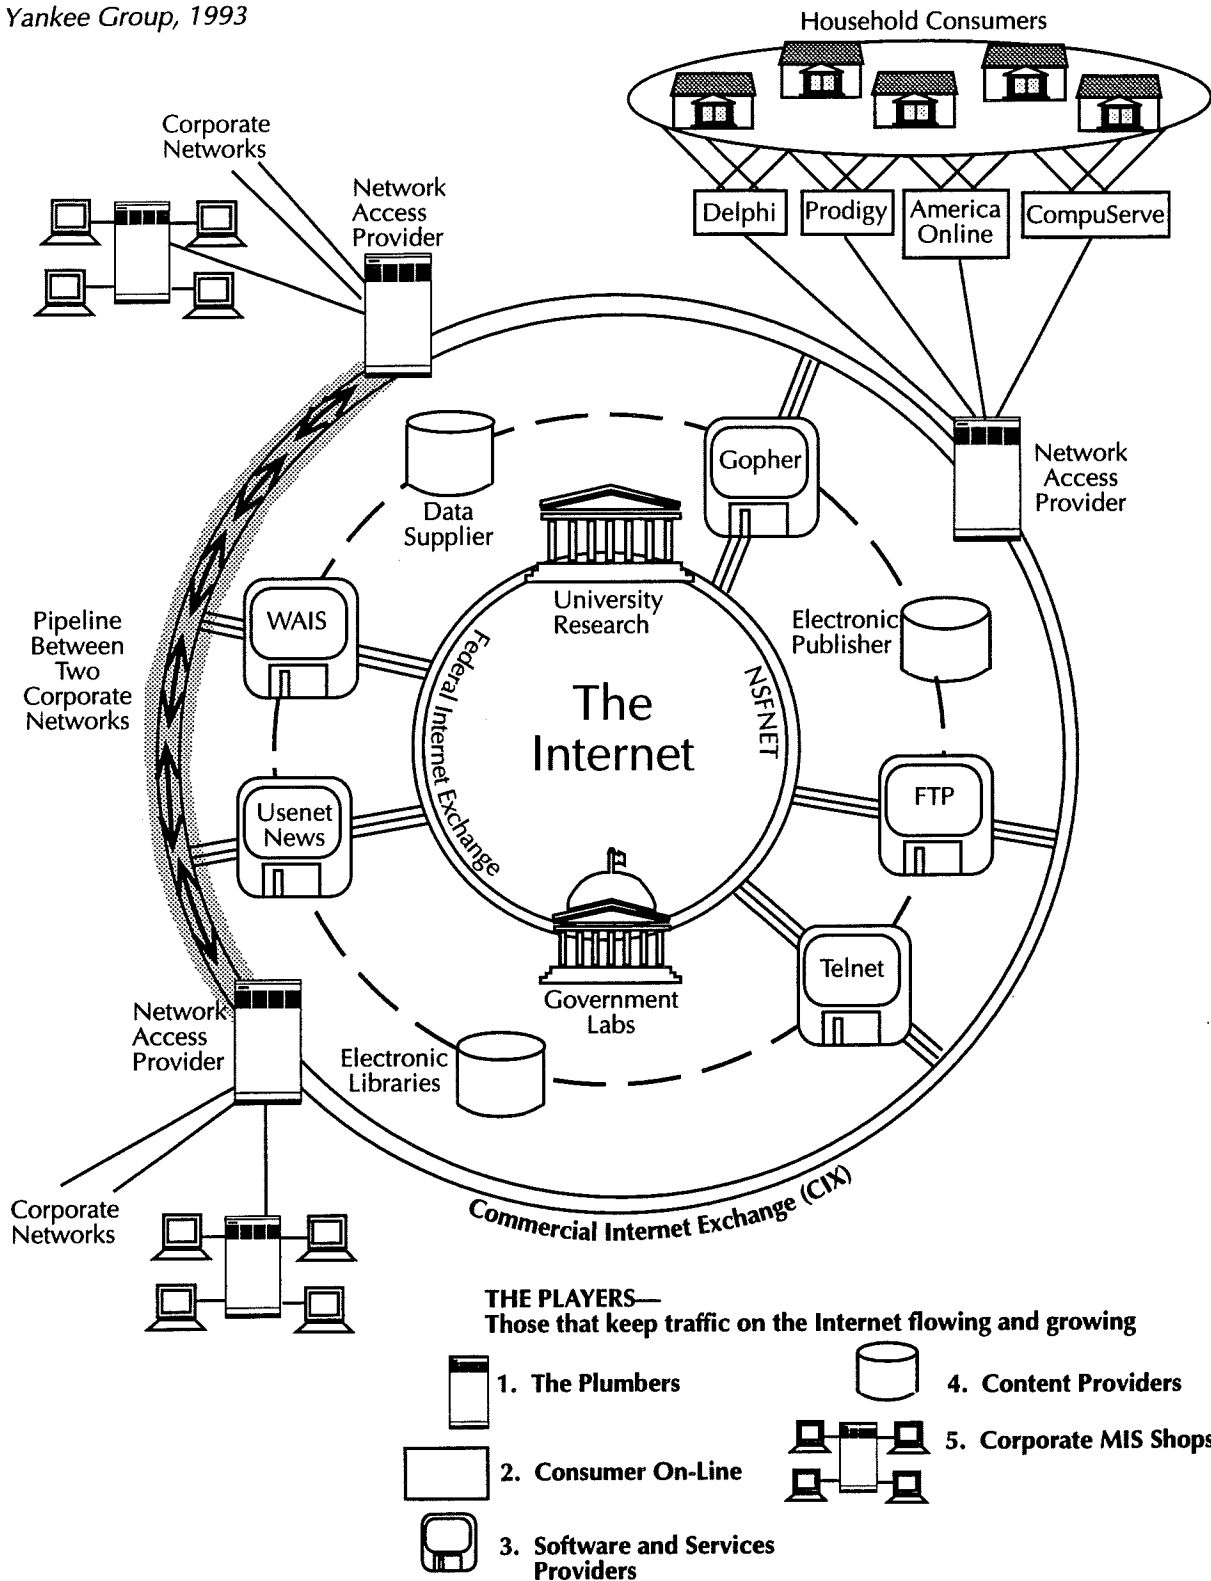 Yankee Group, 1993
Household Consumers
Corporate
Networks
Network
Access
Provider
Delphi
Prodigy
America
Online
CompuServe
Gopher
Network
Access
Provider
Data
Supplier
University
Research
WAIS
Electronic
Publisher
Pipeline
Between
Two
Corporate
Networks
Federal Internet Exchange
The
Internet
NSFNET
FTP
Usenet
News
Telnet
Government
Labs
Network
Access
Provider
Electronic
Libraries
Corporate
Networks
Commercial Internet Exchange (CIX)
THE PLAYERS—
Those that keep traffic on the Internet flowing and growing
1. The Plumbers
2. Consumer On-Line
3. Software and Services
Providers
4. Content Providers
5. Corporate MIS Shops